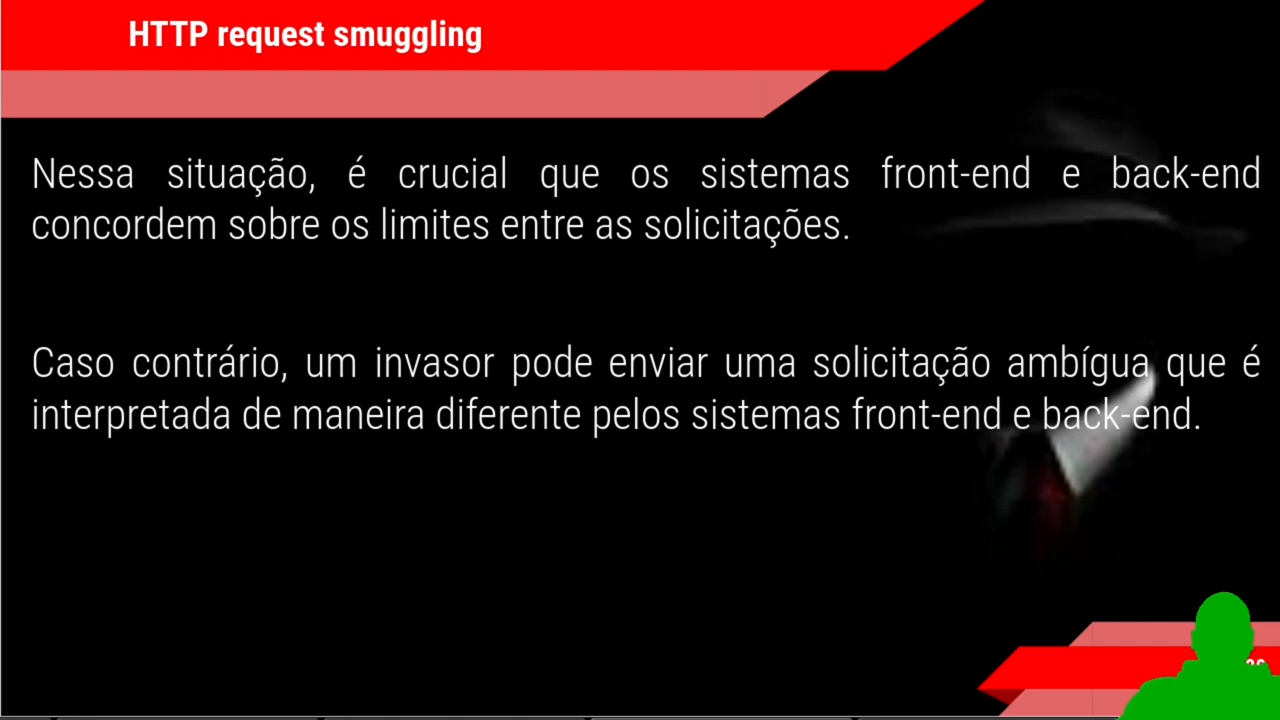 HTTP request smuggling
Nessa situação, é crucial que os sistemas front-end e back-end
concordem sobre os limites entre as solicitações.
Caso contrário, um invasor pode enviar uma solicitação ambígua que é
interpretada de maneira diferente pelos sistemas front-end e back-end.